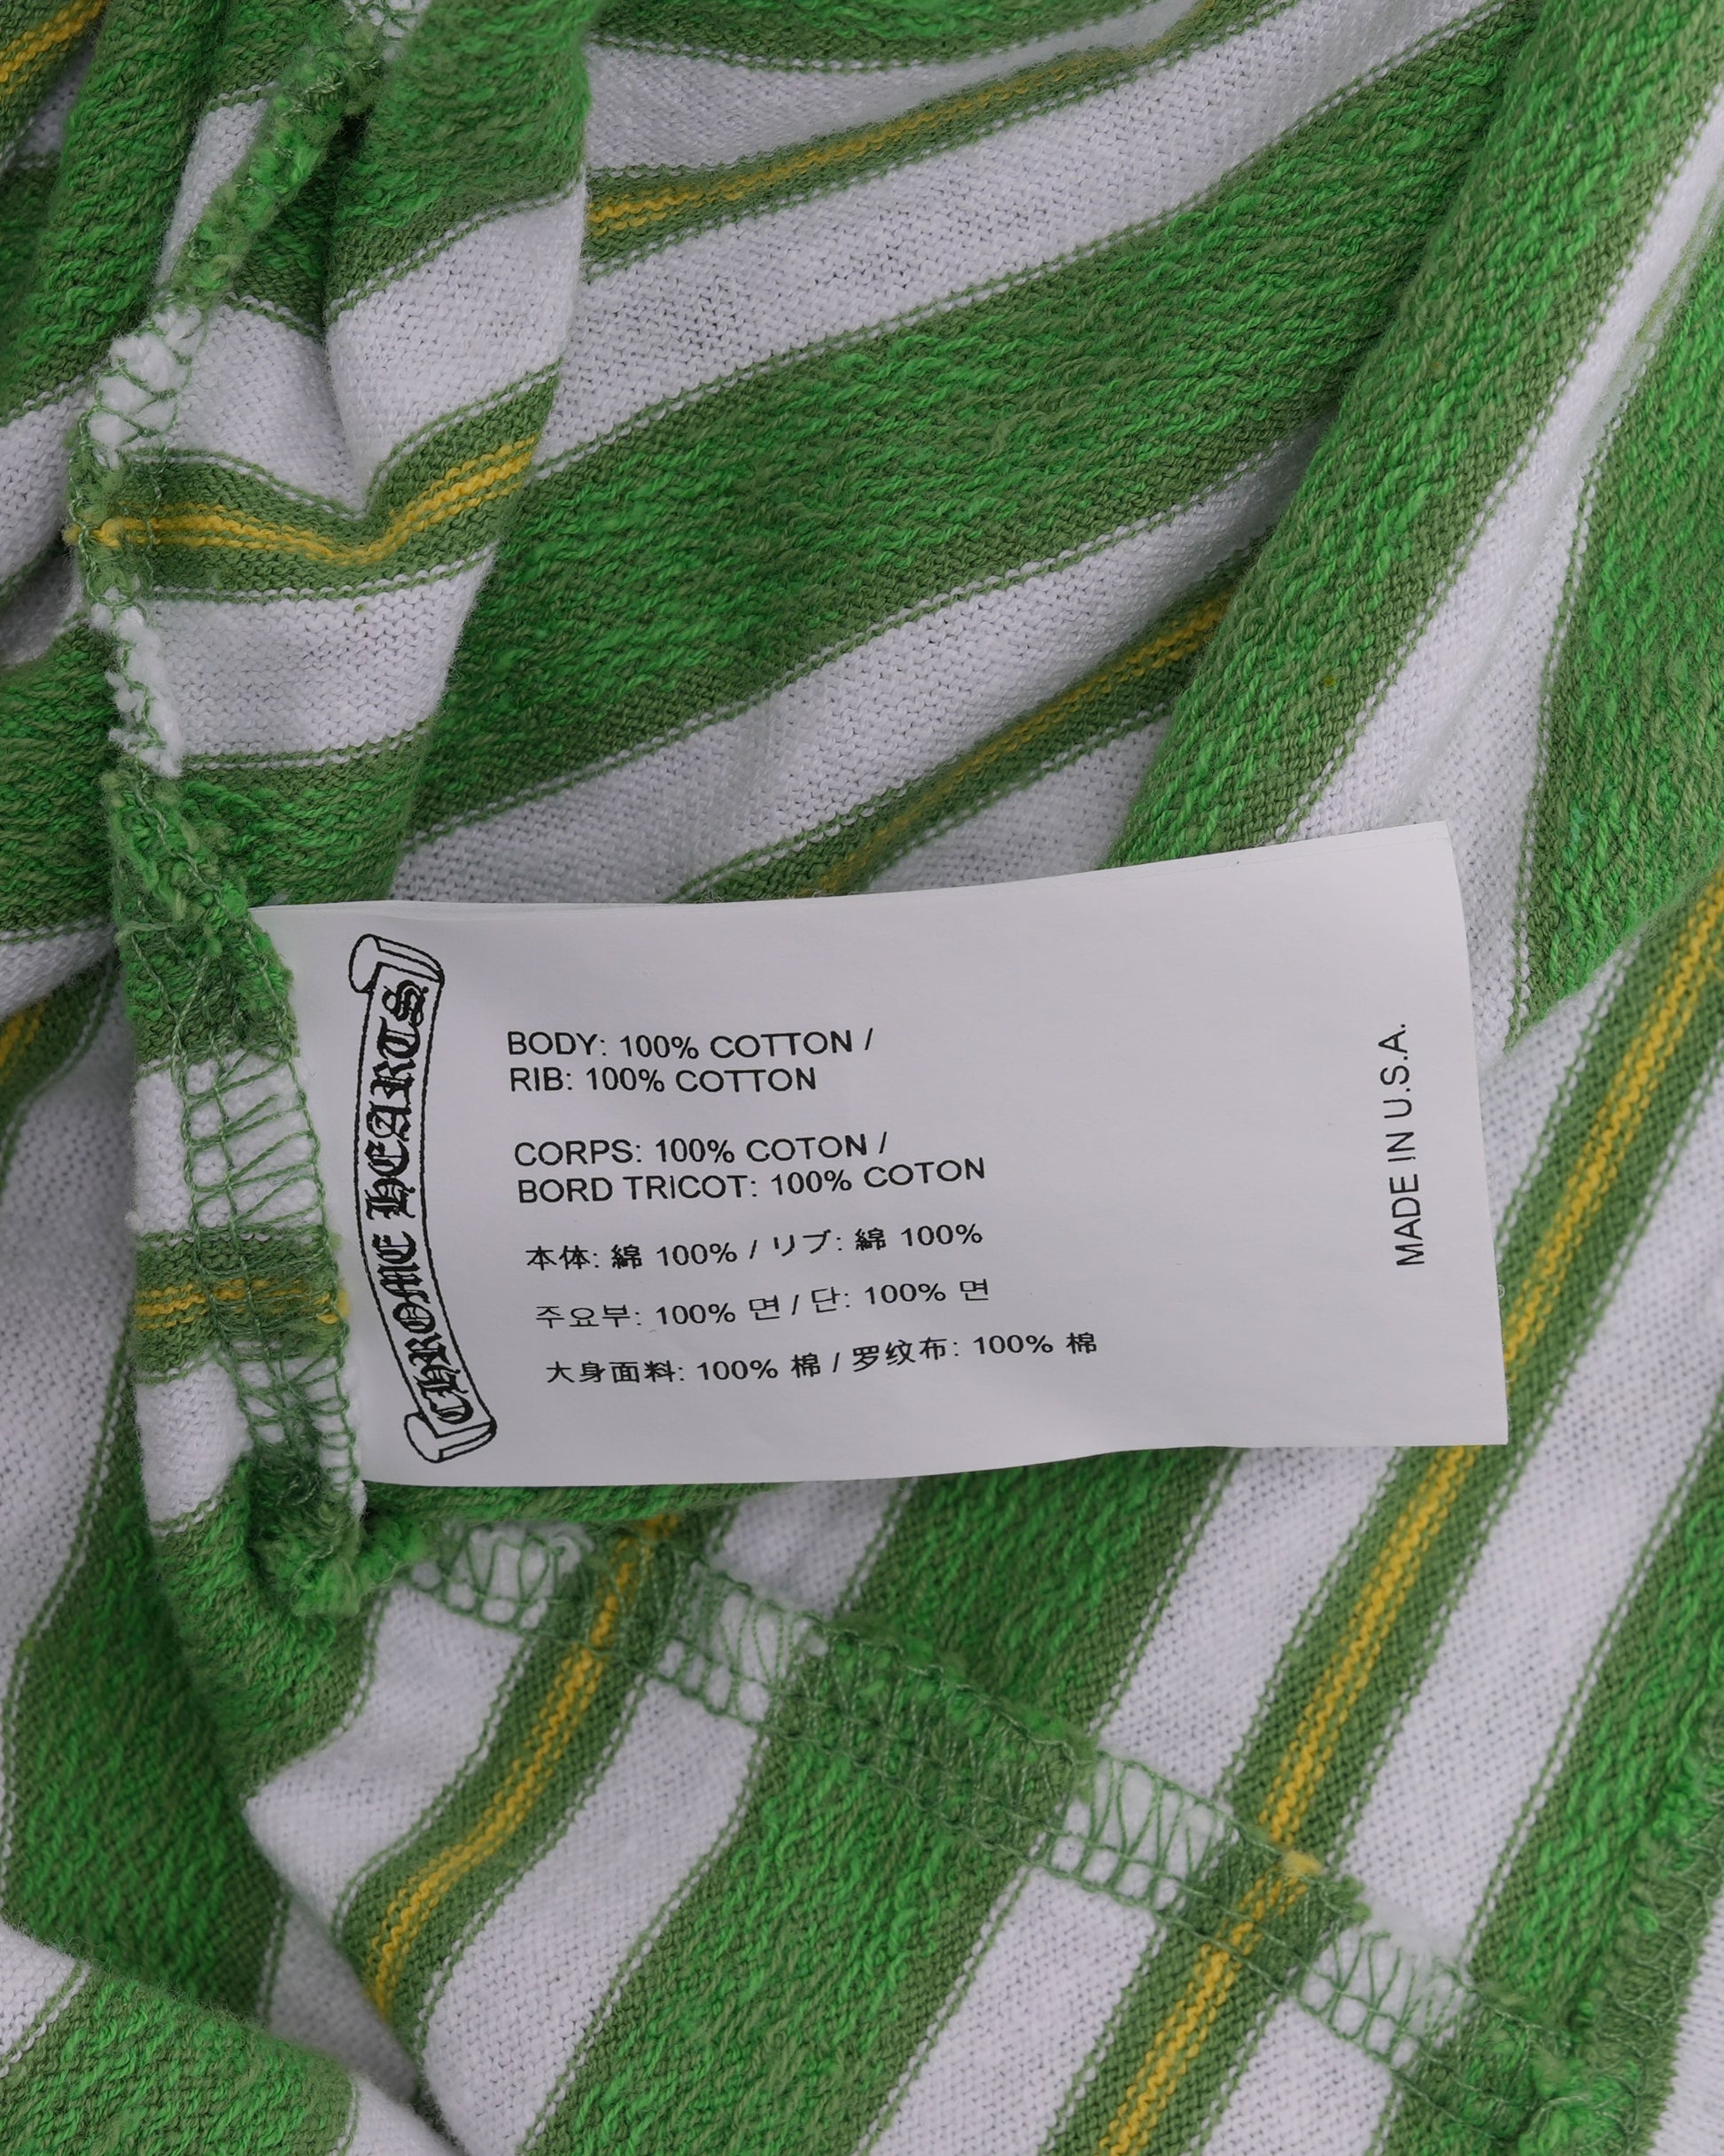 CHROME HEARTS
BODY: 100% COTTON /
RIB: 100% COTTON
CORPS: 100% COTON /
BORD TRICOT: 100% COTON
本体: 綿 100% / リブ: 綿 100%
주요부: 100% 면 / 단: 100% 면
大身面料: 100% 棉 / 罗纹布: 100% 棉
MADE IN U.S.A.